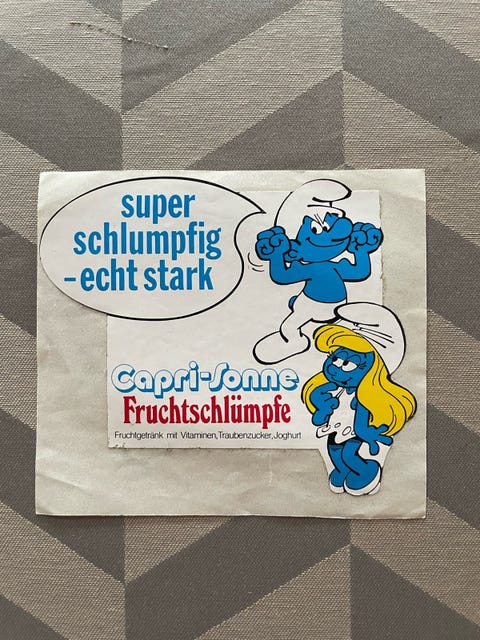 super
schlumpfig
-echt stark
Capri-Sonne
Fruchtschlümpfe
Fruchtgetränk mit Vitaminen, Traubenzucker, Joghurt